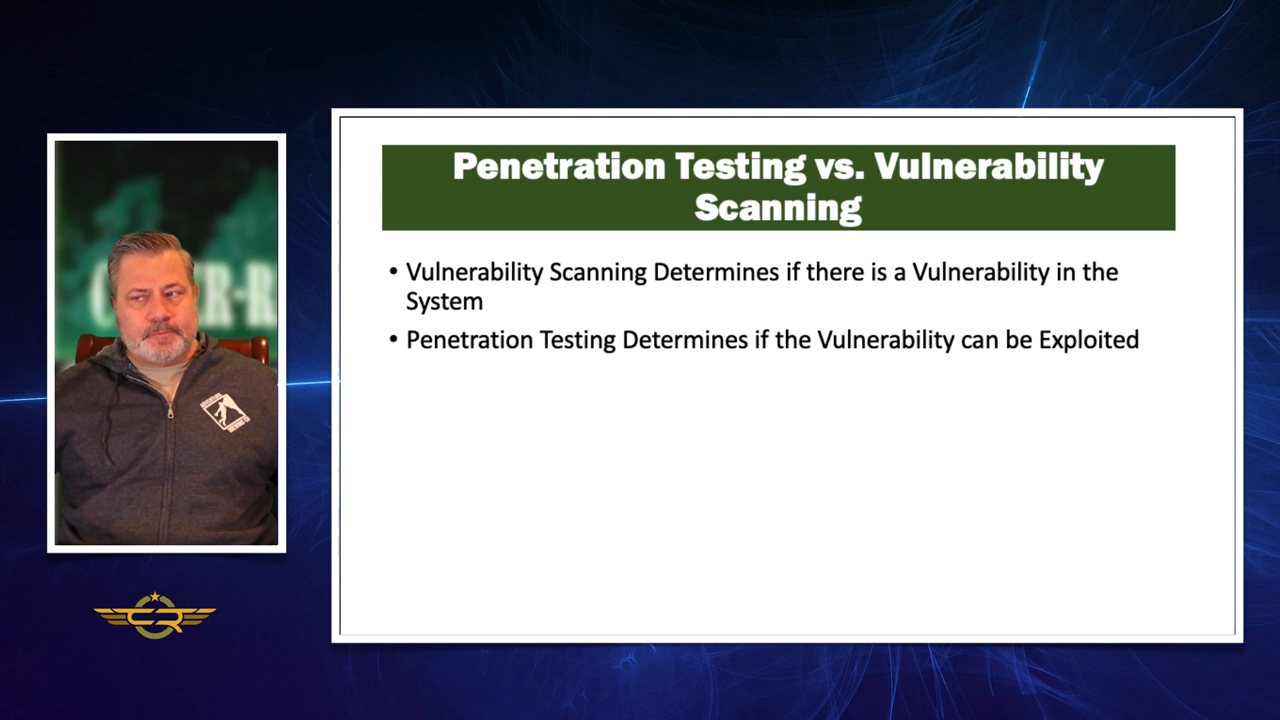 Penetration Testing vs. Vulnerability
Scanning
• Vulnerability Scanning Determines if there is a Vulnerability in the
System
• Penetration Testing Determines if the Vulnerability can be Exploited
CR